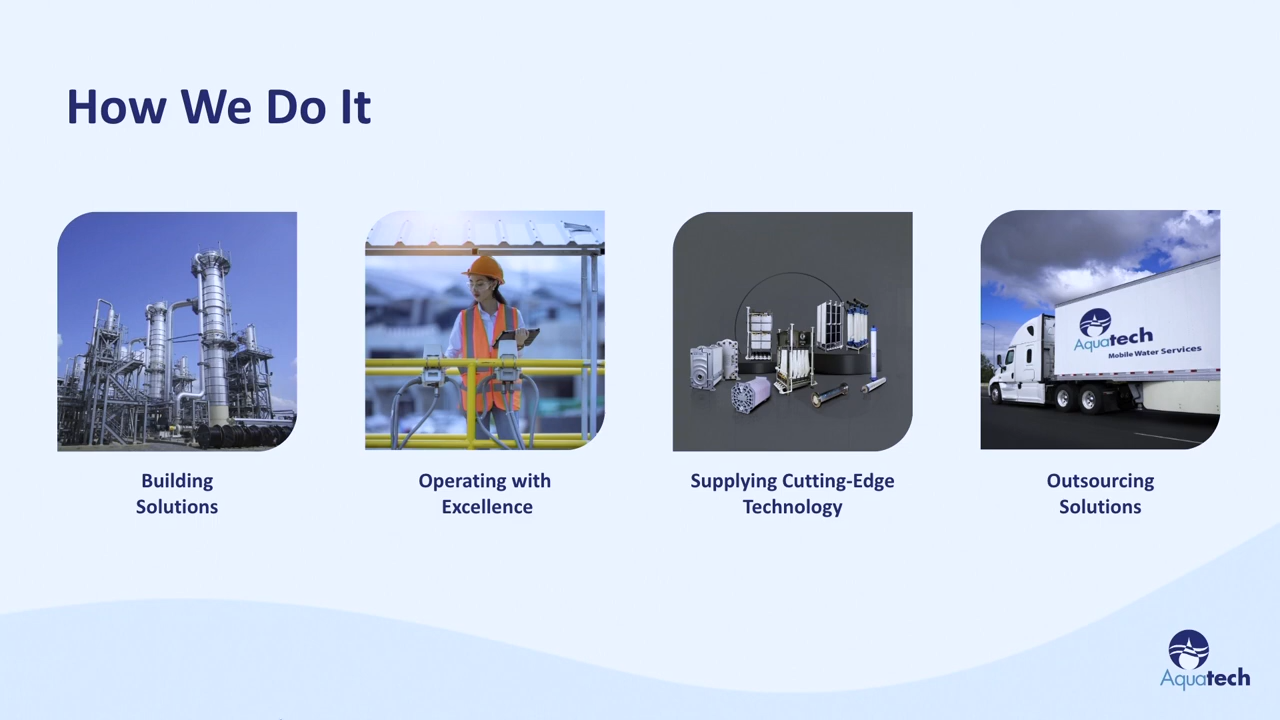 How We Do It
Aquatech
Mobile Water Services
Building
Solutions
Operating with
Excellence
Supplying Cutting-Edge
Technology
Outsourcing
Solutions
Aquatech